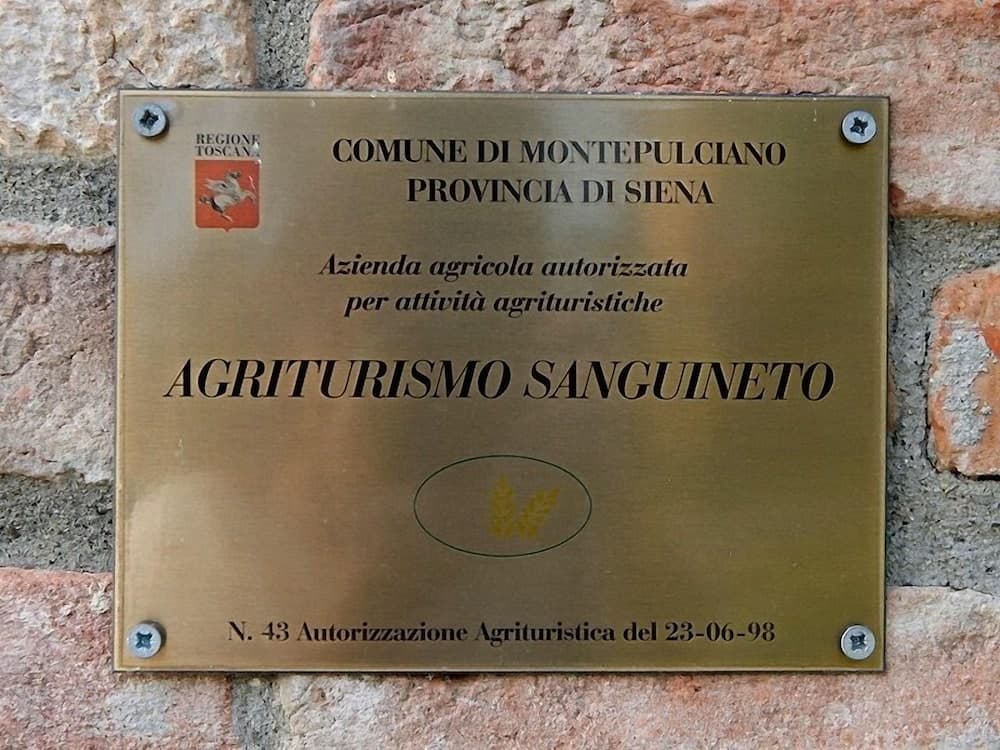 REGIONE
TOSCANA
COMUNE DI MONTEPULCIANO
PROVINCIA DI SIENA
Azienda agricola autorizzata
per attività agrituristiche
AGRITURISMO SANGUINETO
N. 43 Autorizzazione Agrituristica del 23-06-98